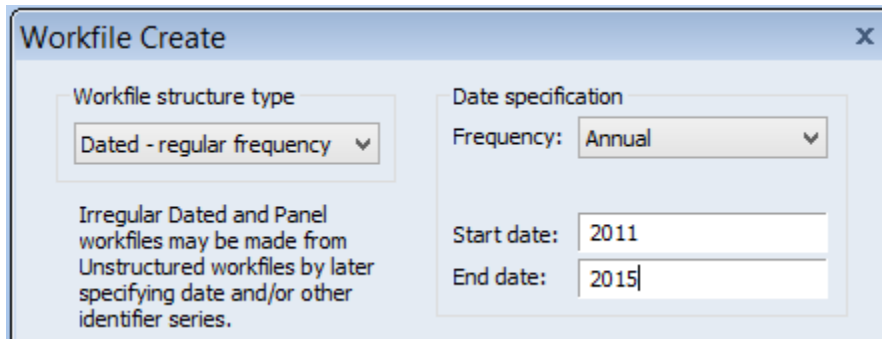 Workfile Create
x
Workfile structure type
Dated - regular frequency
Irregular Dated and Panel
workfiles may be made from
Unstructured workfiles by later
specifying date and/or other
identifier series.
Date specification
Frequency: Annual
Start date: 2011
End date: 2015